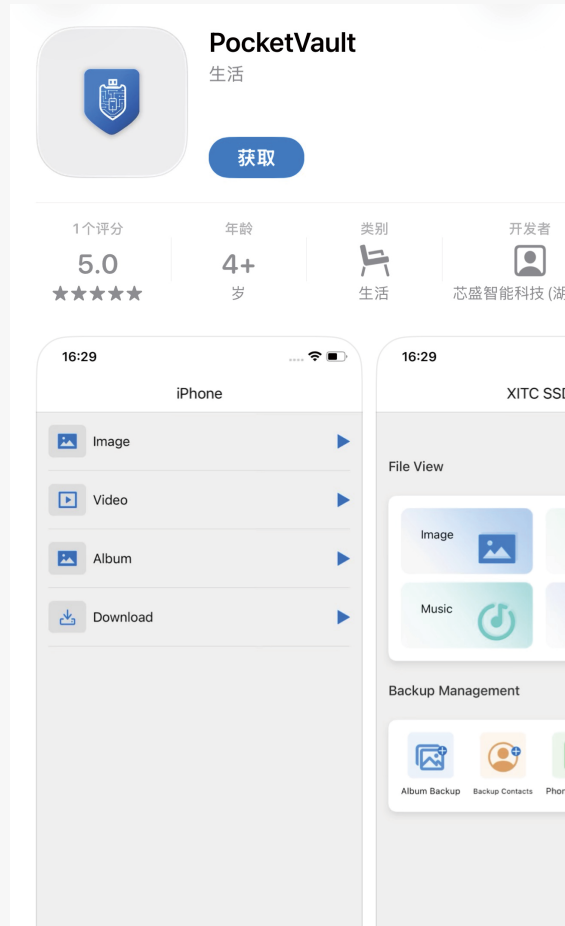 PocketVault
生活
获取
1个评分
年龄
类别
开发者
5.0
4+
岁
生活
芯盛智能科技 (湖
16:29
iPhone
Image
Video
Album
Download
16:29
XITC SSD
File View
Image
Music
Backup Management
Album Backup
Backup Contacts
Phon